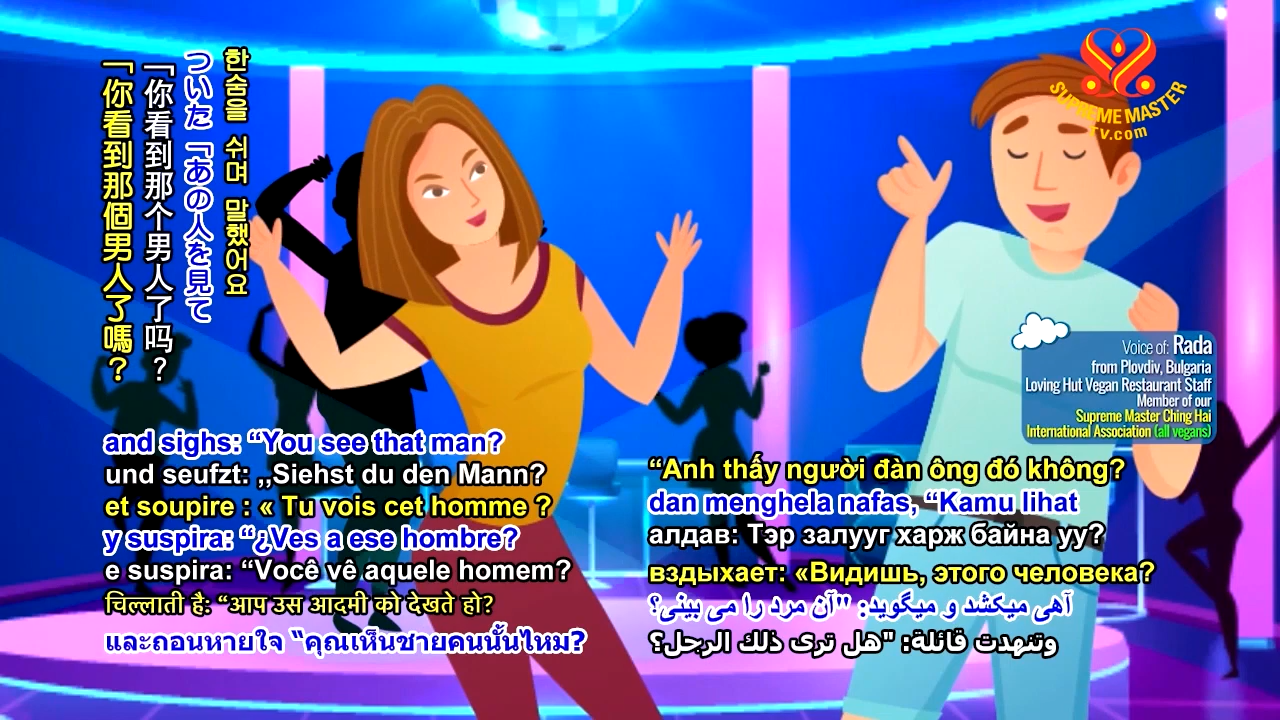 한숨을 쉬며 말했어요
ついた「あの人を見て
「你看到那个男人了吗？
「你看到那個男人了嗎？
SUPREME MASTER
TV.com
Voice of: Rada
from Plovdiv, Bulgaria
Loving Hut Vegan Restaurant Staff
Member of our
Supreme Master Ching Hai
International Association (all vegans)
and sighs: “You see that man?
und seufzt: ,,Siehst du den Mann?
et soupire : « Tu vois cet homme ?
y suspira: “¿Ves a ese hombre?
e suspira: “Você vê aquele homem?
चिल्लाती है: “आप उस आदमी को देखते हो?
และถอนหายใจ “คุณเห็นชายคนนั้นไหม?
“Anh thấy người đàn ông đó không?
dan menghela nafas, “Kamu lihat
алдав: Тэр залууг харж байна уу?
вздыхает: «Видишь, этого человека?
آهی میکشد و میگوید: "آن مرد را می بینی؟
وتنهدت قائلة: "هل ترى ذلك الرجل؟